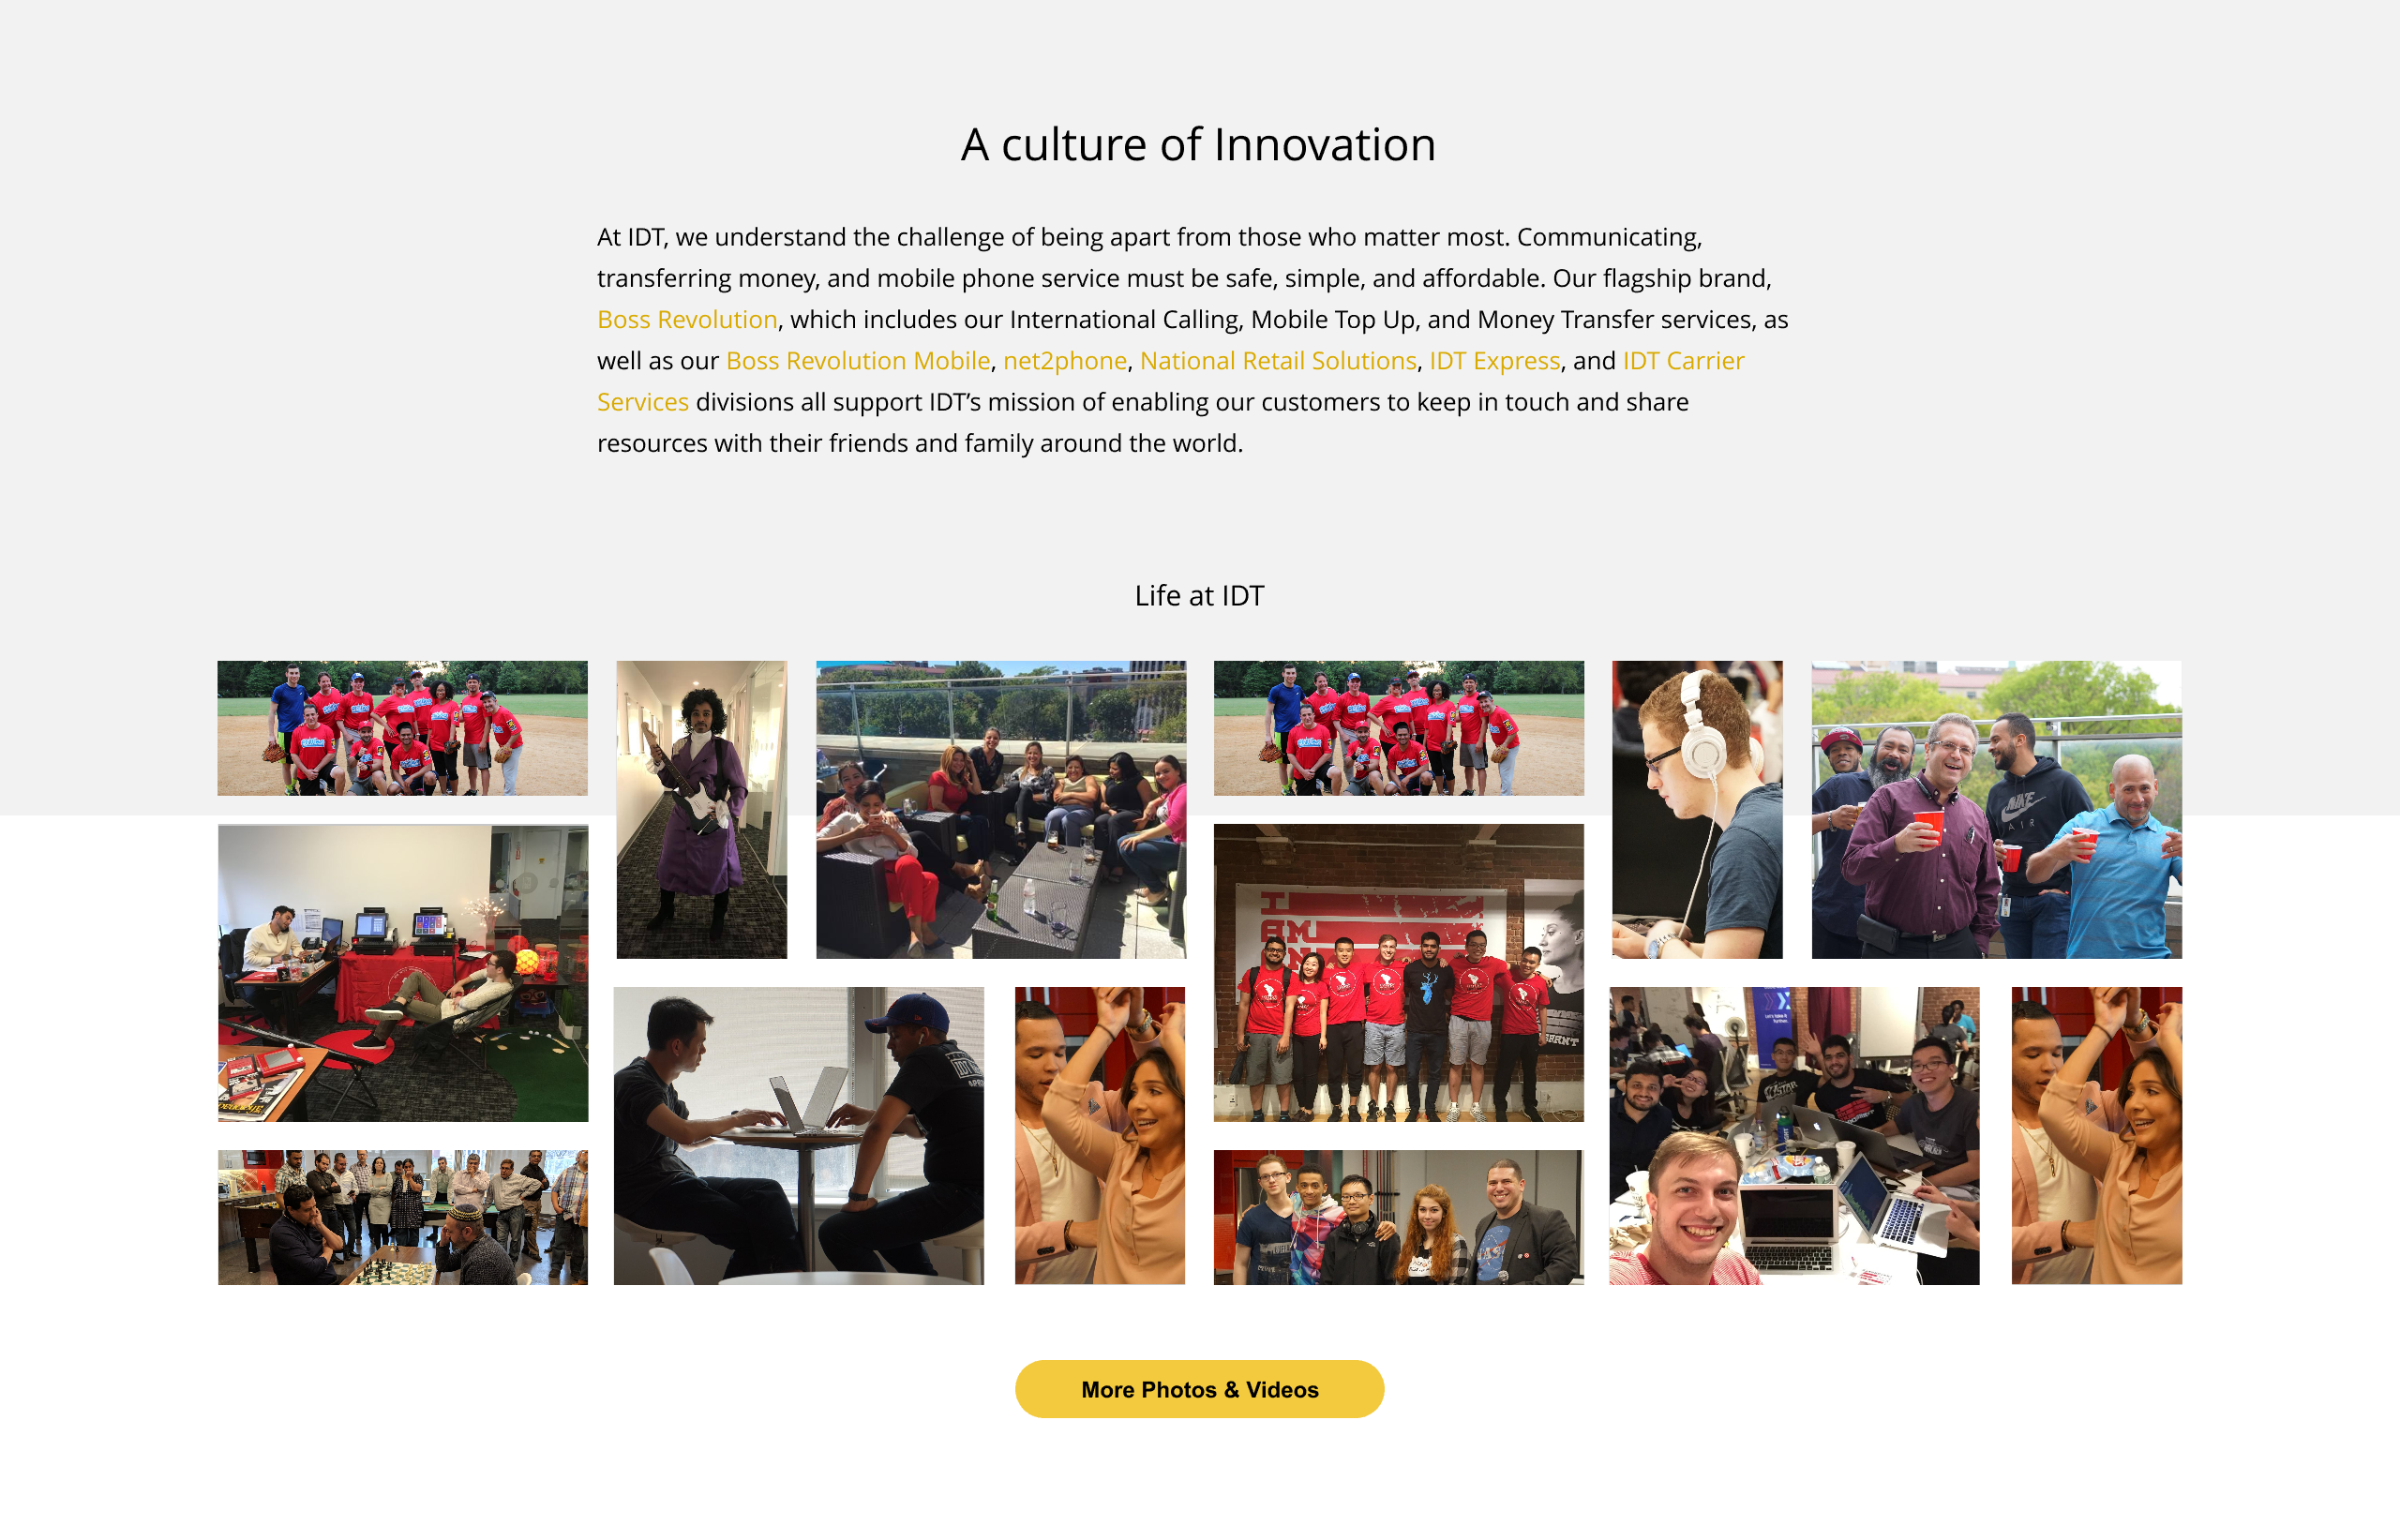 A culture of Innovation
At IDT, we understand the challenge of being apart from those who matter most. Communicating,
transferring money, and mobile phone service must be safe, simple, and affordable. Our flagship brand,
Boss Revolution, which includes our International Calling, Mobile Top Up, and Money Transfer services, as
well as our Boss Revolution Mobile, net2phone, National Retail Solutions, IDT Express, and IDT Carrier
Services divisions all support IDT’s mission of enabling our customers to keep in touch and share
resources with their friends and family around the world.
Life at IDT
NIKE
AIR
I
AM
More Photos & Videos